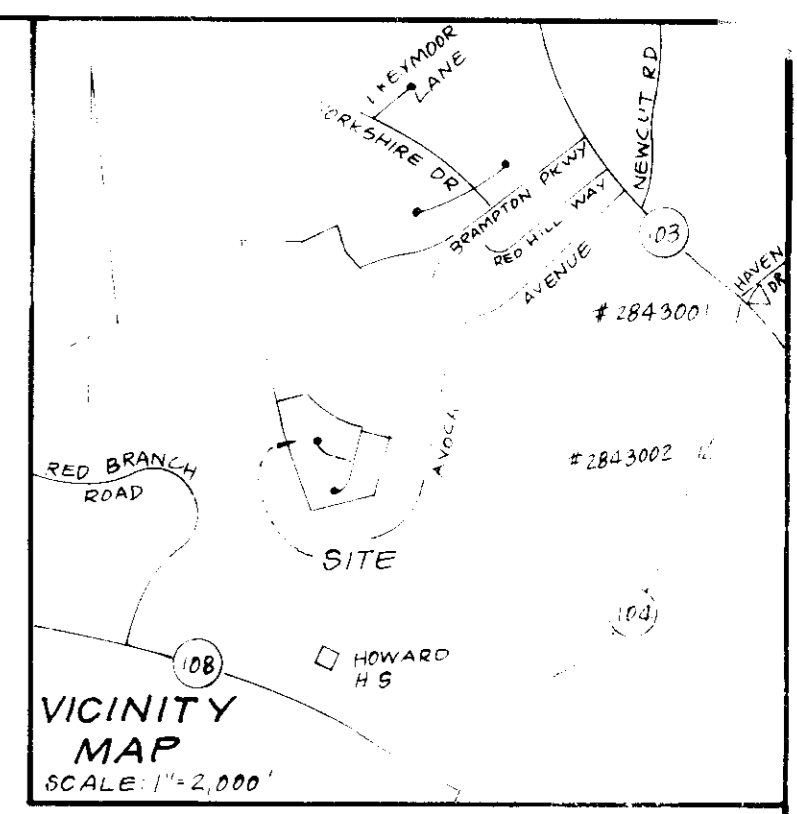 KEYMOOR
LANE
ORKSHIRE DR
BRAMPTON PKWY
NEWCUT RD
RED HILL WAY
AVENUE
103
HAVEN
DR
# 2843001
AVOCA
# 2843002
RED BRANCH
ROAD
SITE
104
108
HOWARD
H S
VICINITY
MAP
SCALE: 1"=2,000'